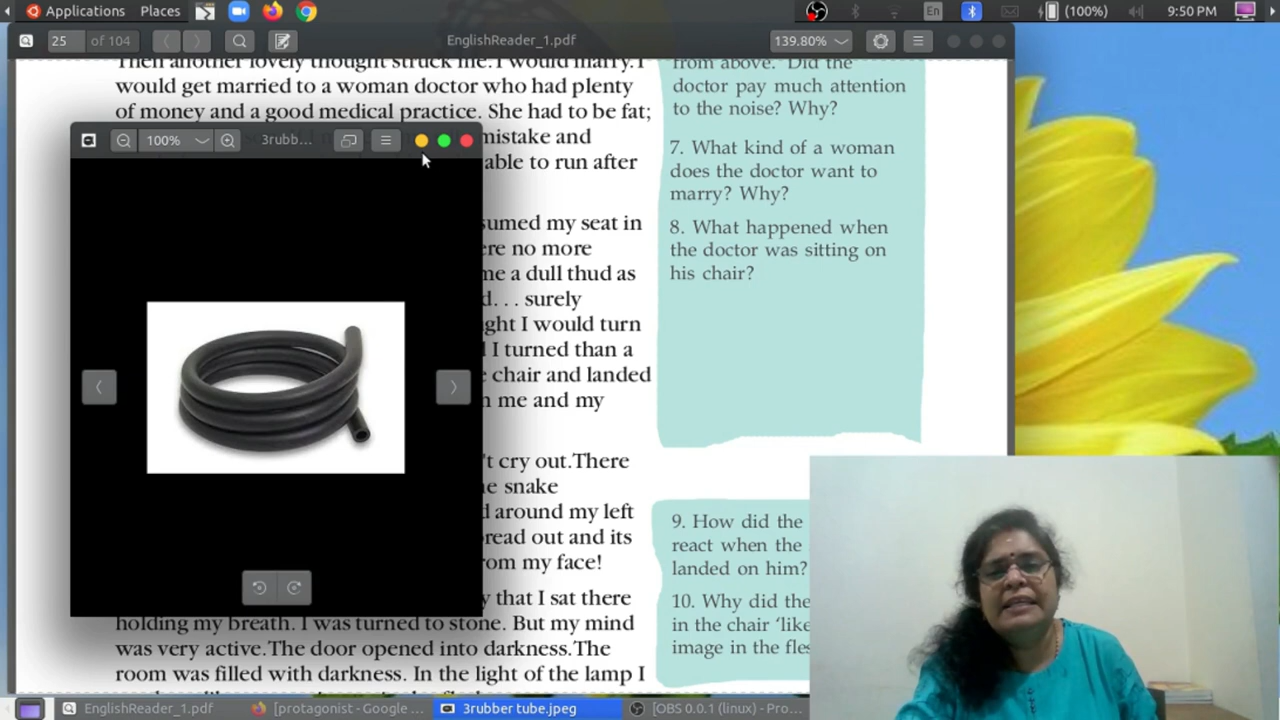 Applications Places En (100%) 9:50 PM
25 of 104 EnglishReader_1.pdf 139.80%
Then another lovely thought struck me. I would marry. I
would get married to a woman doctor who had plenty
of money and a good medical practice. She had to be fat;
mistake and
able to run after
sumed my seat in
ere no more
me a dull thud as
d. . . surely
ght I would turn
I turned than a
e chair and landed
n me and my
't cry out.There
e snake
d around my left
read out and its
rom my face!
y that I sat there
holding my breath. I was turned to stone. But my mind
was very active.The door opened into darkness.The
room was filled with darkness. In the light of the lamp I
100% 3rubb...
from above.' Did the
doctor pay much attention
to the noise? Why?
7. What kind of a woman
does the doctor want to
marry? Why?
8. What happened when
the doctor was sitting on
his chair?
9. How did the
react when the
landed on him?
10. Why did the
in the chair ‘like
image in the fles
EnglishReader_1.pdf [protagonist - Google ... 3rubber tube.jpeg [OBS 0.0.1 (linux) - Pro...